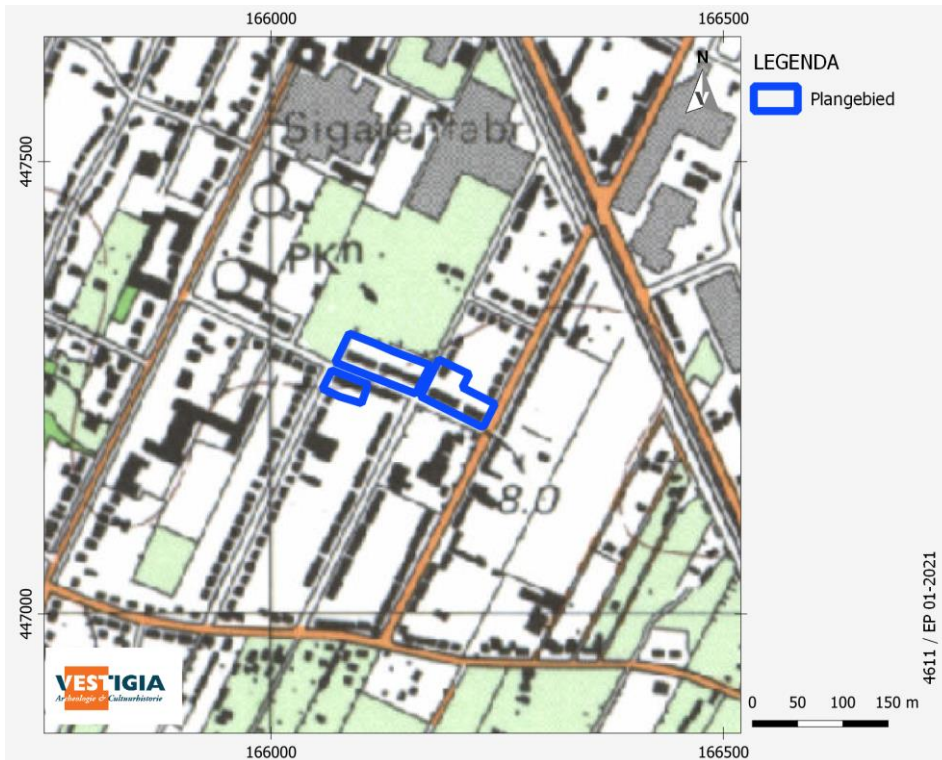 166000
166500
N
LEGENDA
Plangebied
447500
Sigarenfabr
PKn
8.0
447000
4611 / EP 01-2021
VESTIGIA
Archeologie & Cultuurhistorie
0 50 100 150 m
166000
166500